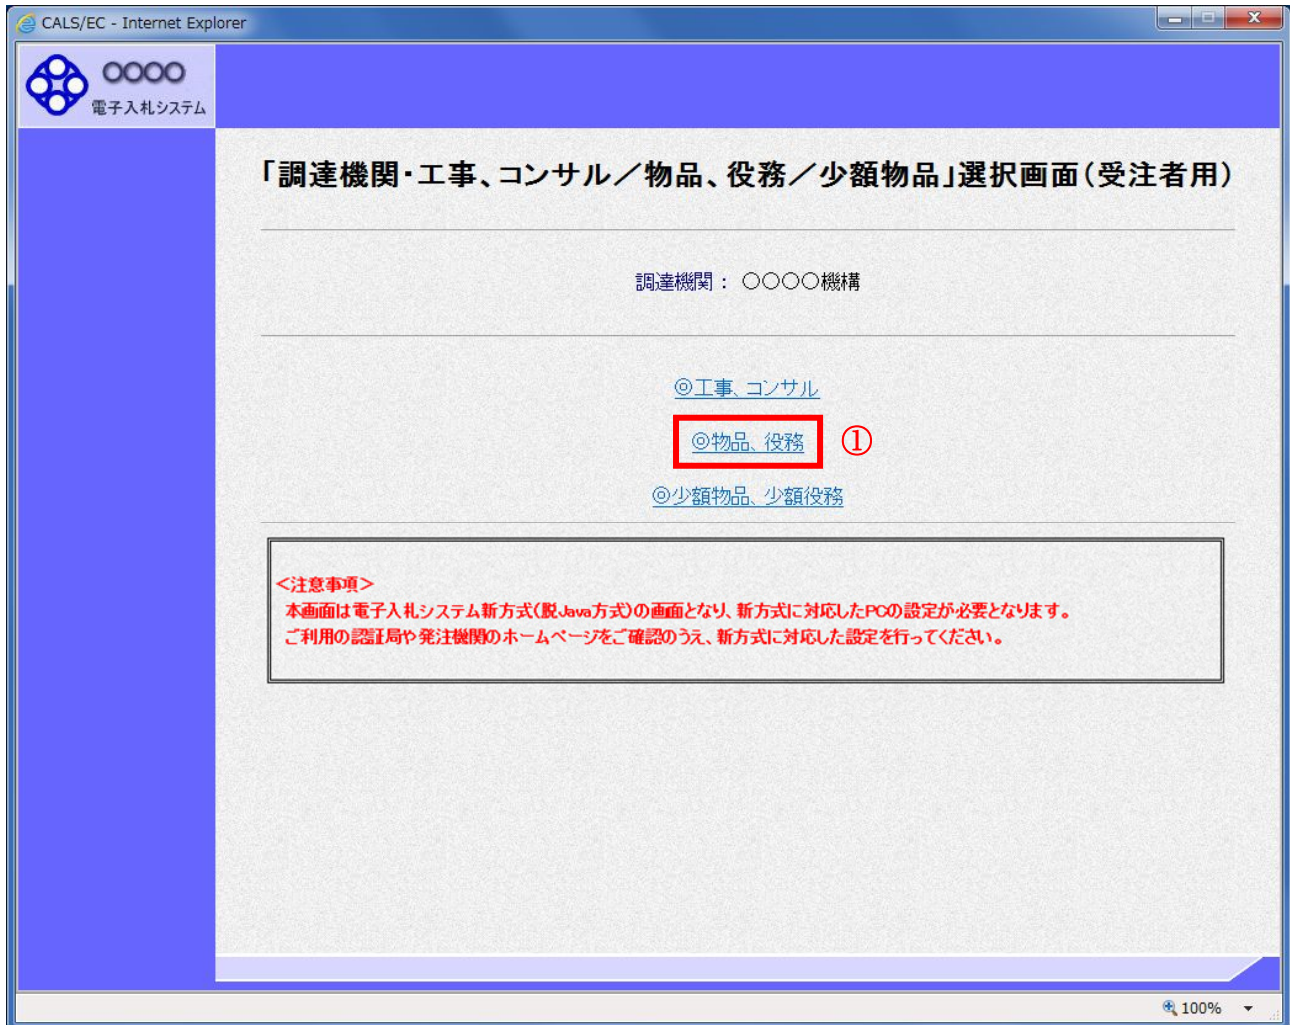 CALS/EC - Internet Explorer
○○○○
電子入札システム
「調達機関・工事、コンサル／物品、役務／少額物品」選択画面（受注者用）
調達機関： ○○○○機構
◎工事、コンサル
◎物品、役務 ①
◎少額物品、少額役務
＜注意事項＞
本画面は電子入札システム新方式(脱Java方式)の画面となり、新方式に対応したPCの設定が必要となります。
ご利用の認証局や発注機関のホームページをご確認のうえ、新方式に対応した設定を行ってください。
100%